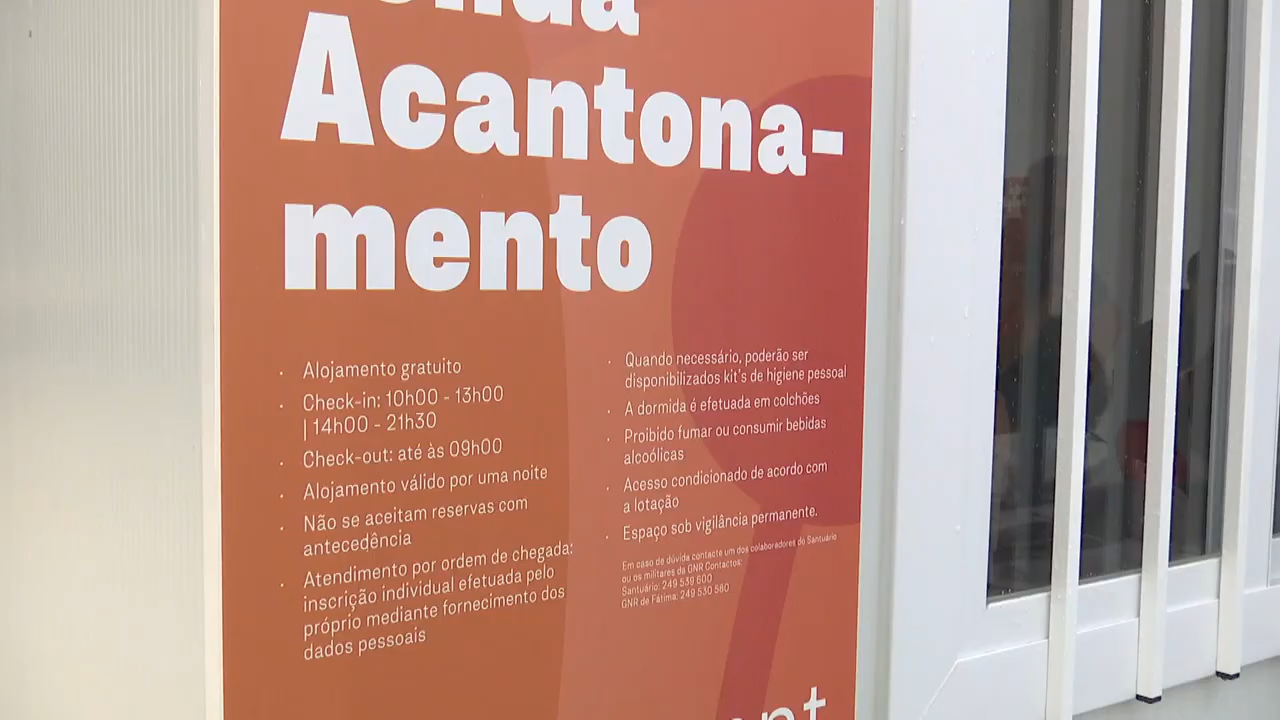 Acantona-
mento
· Alojamento gratuito
· Check-in: 10h00 - 13h00
| 14h00 - 21h30
· Check-out: até às 09h00
· Alojamento válido por uma noite
· Não se aceitam reservas com
antecedência
· Atendimento por ordem de chegada:
inscrição individual efetuada pelo
próprio mediante fornecimento dos
dados pessoais
· Quando necessário, poderão ser
disponibilizados kit's de higiene pessoal
· A dormida é efetuada em colchões
· Proibido fumar ou consumir bebidas
alcoólicas
· Acesso condicionado de acordo com
a lotação
· Espaço sob vigilância permanente.
Em caso de dúvida contacte um dos colaboradores do Santuário
ou os militares da GNR Contactos:
Santuário: 249 539 600
GNR de Fátima: 249 530 580